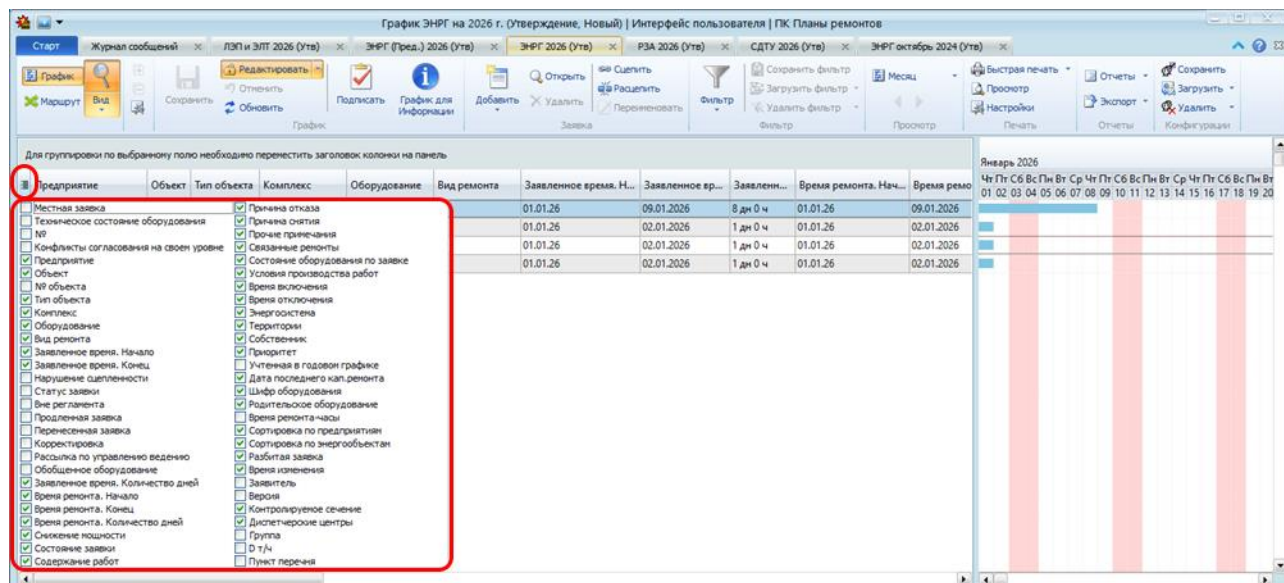 График ЭНРГ на 2026 г. (Утверждение, Новый) | Интерфейс пользователя | ПК Планы ремонтов
Старт Журнал сообщений ЛЭП и ЭЛТ 2026 (Утв) ЭНРГ (Пред.) 2026 (Утв) ЭНРГ 2026 (Утв) РЗА 2026 (Утв) СДТУ 2026 (Утв) ЭНРГ октябрь 2024 (Утв)
График Редактировать Открыть Сцепить Сохранить фильтр Месяц Быстрая печать Отчеты Сохранить
Отменить Расцепить Загрузить фильтр Просмотр Загрузить
Маршрут Вид Сохранить Обновить Подписать График для Информации Добавить Удалить Переименовать Фильтр Удалить фильтр Настройки Экспорт Удалить
График Заявка Фильтр Просмотр Печать Отчеты Конфигурации
Для группировки по выбранному полю необходимо переместить заголовок колонки на панель
Январь 2026
Предприятие Объект Тип объекта Комплекс Оборудование Вид ремонта Заявленное время. Н... Заявленное вр... Заявленн... Время ремонта. Нач... Время ремо
Чт Пт Сб Вс Пн Вт Ср Чт Пт Сб Вс Пн Вт Ср Чт Пт Сб Вс Пн Вт
01 02 03 04 05 06 07 08 09 10 11 12 13 14 15 16 17 18 19 20
01.01.26 09.01.2026 8 дн 0 ч 01.01.26 09.01.2026
01.01.26 02.01.2026 1 дн 0 ч 01.01.26 02.01.2026
01.01.26 02.01.2026 1 дн 0 ч 01.01.26 02.01.2026
01.01.26 02.01.2026 1 дн 0 ч 01.01.26 02.01.2026
Местная заявка
Техническое состояние оборудования
№
Конфликты согласования на своем уровне
Предприятие
Объект
№ объекта
Тип объекта
Комплекс
Оборудование
Вид ремонта
Заявленное время. Начало
Заявленное время. Конец
Нарушение сцепленности
Статус заявки
Вне регламента
Продленная заявка
Перенесенная заявка
Корректировка
Рассылка по управлению ведению
Обобщенное оборудование
Заявленное время. Количество дней
Время ремонта. Начало
Время ремонта. Конец
Время ремонта. Количество дней
Снижение мощности
Состояние заявки
Содержание работ
Причина отказа
Причина снятия
Прочие примечания
Связанные ремонты
Состояние оборудования по заявке
Условия производства работ
Время включения
Время отключения
Энергосистема
Территории
Собственник
Приоритет
Учтенная в годовом графике
Дата последнего кап.ремонта
Шифр оборудования
Родительское оборудование
Время ремонта-часы
Сортировка по предприятиям
Сортировка по энергообъектам
Разбитая заявка
Время изменения
Заявитель
Версия
Контролируемое сечение
Диспетчерские центры
Группа
D т/ч
Пункт перечня